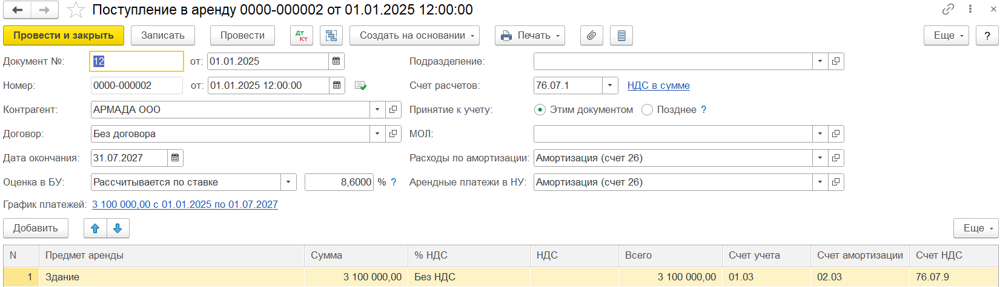 Поступление в аренду 0000-000002 от 01.01.2025 12:00:00
Провести и закрыть Записать Провести Дт Кт Создать на основании Печать Еще ?
Документ №: 12 от: 01.01.2025 Подразделение:
Номер: 0000-000002 от: 01.01.2025 12:00:00 Счет расчетов: 76.07.1 НДС в сумме
Контрагент: АРМАДА ООО Принятие к учету: Этим документом Позднее ?
Договор: Без договора МОЛ:
Дата окончания: 31.07.2027 Расходы по амортизации: Амортизация (счет 26)
Оценка в БУ: Рассчитывается по ставке 8,6000 % ? Арендные платежи в НУ: Амортизация (счет 26)
График платежей: 3 100 000,00 с 01.01.2025 по 01.07.2027
Добавить Еще
N Предмет аренды Сумма % НДС НДС Всего Счет учета Счет амортизации Счет НДС
1 Здание 3 100 000,00 Без НДС 3 100 000,00 01.03 02.03 76.07.9